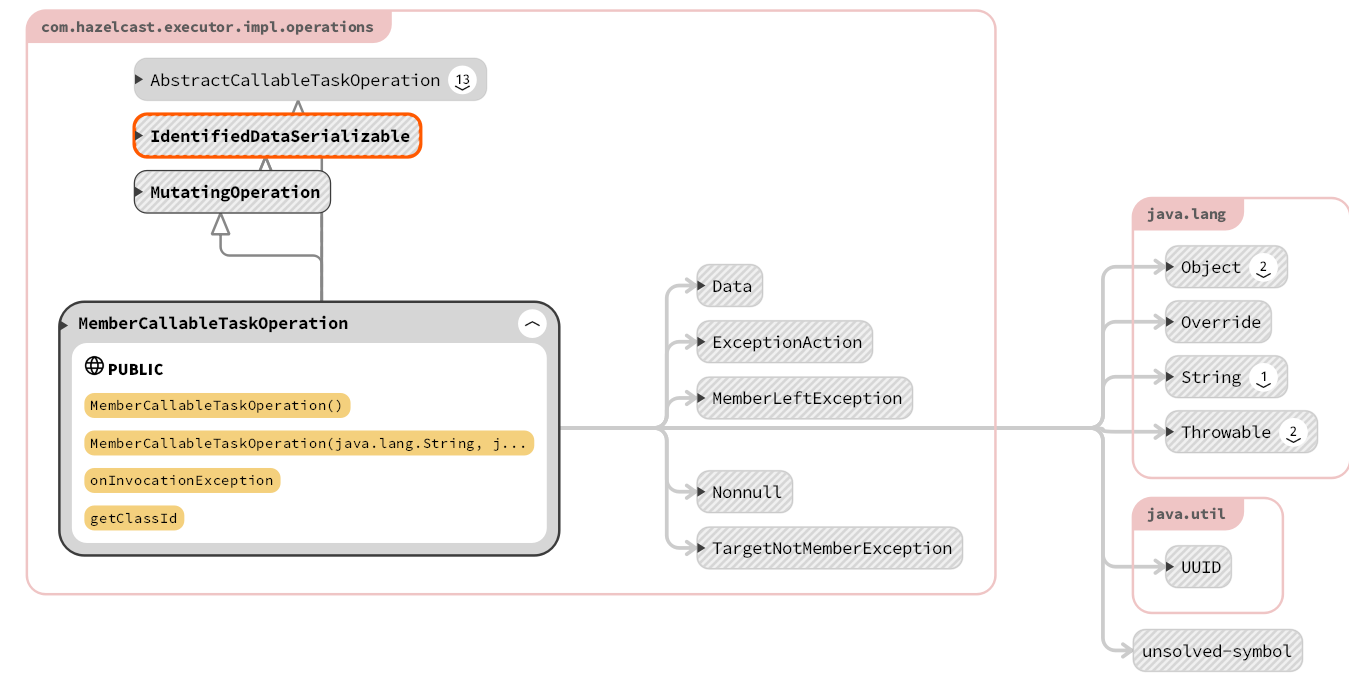 com.hazelcast.executor.impl.operations
AbstractCallableTaskOperation 13
IdentifiedDataSerializable
MutatingOperation
MemberCallableTaskOperation
PUBLIC
MemberCallableTaskOperation()
MemberCallableTaskOperation(java.lang.String, j...
onInvocationException
getClassId
Data
ExceptionAction
MemberLeftException
Nonnull
TargetNotMemberException
java.lang
Object 2
Override
String 1
Throwable 2
java.util
UUID
unsolved-symbol